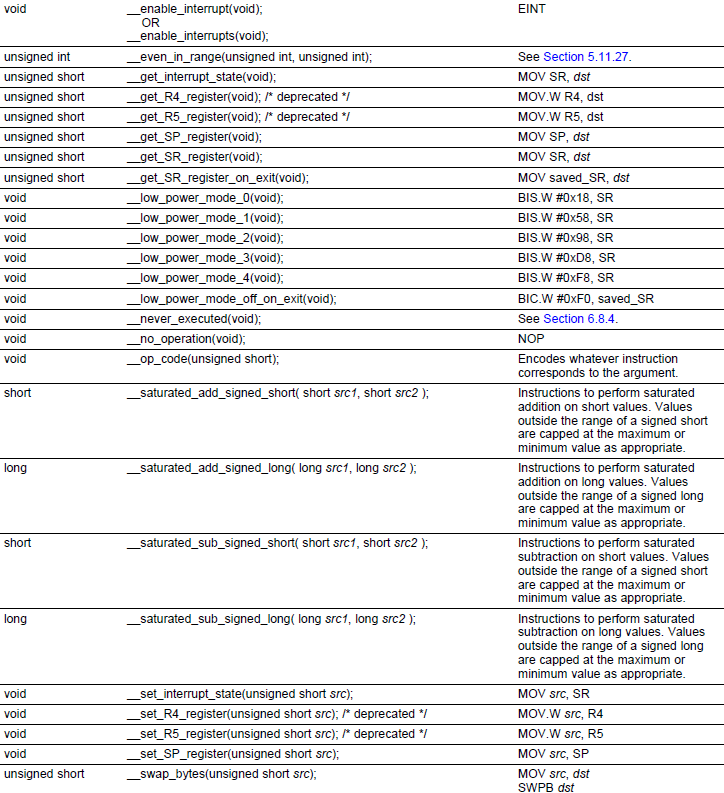 void __enable_interrupt(void); EINT
OR
__enable_interrupts(void);
unsigned int __even_in_range(unsigned int, unsigned int); See Section 5.11.27.
unsigned short __get_interrupt_state(void); MOV SR, dst
unsigned short __get_R4_register(void); /* deprecated */ MOV.W R4, dst
unsigned short __get_R5_register(void); /* deprecated */ MOV.W R5, dst
unsigned short __get_SP_register(void); MOV SP, dst
unsigned short __get_SR_register(void); MOV SR, dst
unsigned short __get_SR_register_on_exit(void); MOV saved_SR, dst
void __low_power_mode_0(void); BIS.W #0x18, SR
void __low_power_mode_1(void); BIS.W #0x58, SR
void __low_power_mode_2(void); BIS.W #0x98, SR
void __low_power_mode_3(void); BIS.W #0xD8, SR
void __low_power_mode_4(void); BIS.W #0xF8, SR
void __low_power_mode_off_on_exit(void); BIC.W #0xF0, saved_SR
void __never_executed(void); See Section 6.8.4.
void __no_operation(void); NOP
void __op_code(unsigned short); Encodes whatever instruction
corresponds to the argument.
short __saturated_add_signed_short( short src1, short src2 ); Instructions to perform saturated
addition on short values. Values
outside the range of a signed short
are capped at the maximum or
minimum value as appropriate.
long __saturated_add_signed_long( long src1, long src2 ); Instructions to perform saturated
addition on long values. Values
outside the range of a signed long
are capped at the maximum or
minimum value as appropriate.
short __saturated_sub_signed_short( short src1, short src2 ); Instructions to perform saturated
subtraction on short values. Values
outside the range of a signed short
are capped at the maximum or
minimum value as appropriate.
long __saturated_sub_signed_long( long src1, long src2 ); Instructions to perform saturated
subtraction on long values. Values
outside the range of a signed long
are capped at the maximum or
minimum value as appropriate.
void __set_interrupt_state(unsigned short src); MOV src, SR
void __set_R4_register(unsigned short src); /* deprecated */ MOV.W src, R4
void __set_R5_register(unsigned short src); /* deprecated */ MOV.W src, R5
void __set_SP_register(unsigned short src); MOV src, SP
unsigned short __swap_bytes(unsigned short src); MOV src, dst
SWPB dst